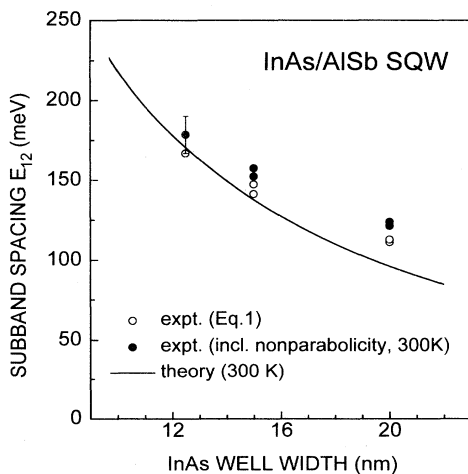 250
200
150
100
50
0
SUBBAND SPACING E12 (meV)
InAs/AlSb SQW
expt. (Eq.1)
expt. (incl. nonparabolicity, 300K)
theory (300 K)
12 16 20
InAs WELL WIDTH (nm)